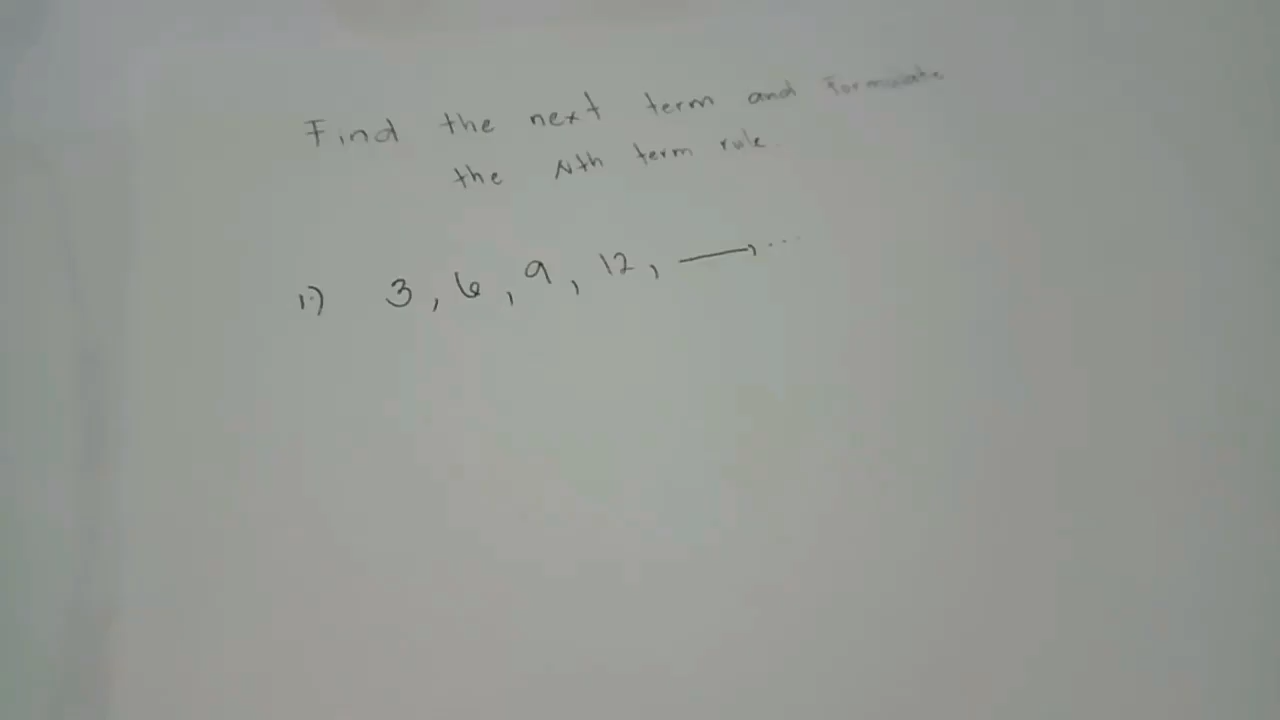 Find the next term and Formulate
the Nth term rule.
1.) 3, 6, 9, 12, ___, ...